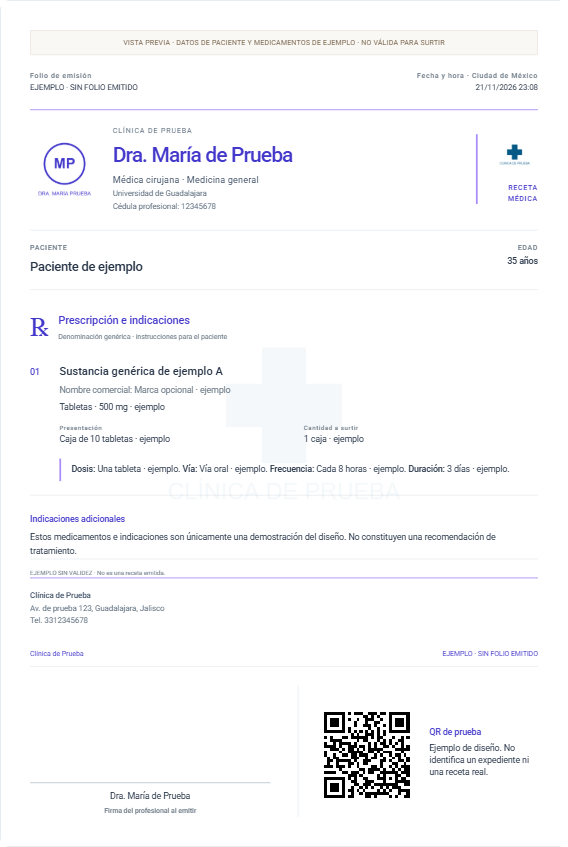 VISTA PREVIA · DATOS DE PACIENTE Y MEDICAMENTOS DE EJEMPLO · NO VÁLIDA PARA SURTIR
Folio de emisión
EJEMPLO · SIN FOLIO EMITIDO
Fecha y hora · Ciudad de México
21/11/2026 23:08
MP
DRA. MARÍA PRUEBA
CLÍNICA DE PRUEBA
Dra. María de Prueba
Médica cirujana · Medicina general
Universidad de Guadalajara
Cédula profesional: 12345678
CLÍNICA DE PRUEBA
RECETA
MÉDICA
PACIENTE
Paciente de ejemplo
EDAD
35 años
℞ Prescripción e indicaciones
Denominación genérica · instrucciones para el paciente
01 Sustancia genérica de ejemplo A
Nombre comercial: Marca opcional · ejemplo
Tabletas · 500 mg · ejemplo
Presentación
Caja de 10 tabletas · ejemplo
Cantidad a surtir
1 caja · ejemplo
Dosis: Una tableta · ejemplo. Vía: Vía oral · ejemplo. Frecuencia: Cada 8 horas · ejemplo. Duración: 3 días · ejemplo.
CLÍNICA DE PRUEBA
Indicaciones adicionales
Estos medicamentos e indicaciones son únicamente una demostración del diseño. No constituyen una recomendación de
tratamiento.
EJEMPLO SIN VALIDEZ · No es una receta emitida.
Clínica de Prueba
Av. de prueba 123, Guadalajara, Jalisco
Tel. 3312345678
Clínica de Prueba
EJEMPLO · SIN FOLIO EMITIDO
Dra. María de Prueba
Firma del profesional al emitir
QR de prueba
Ejemplo de diseño. No
identifica un expediente ni
una receta real.